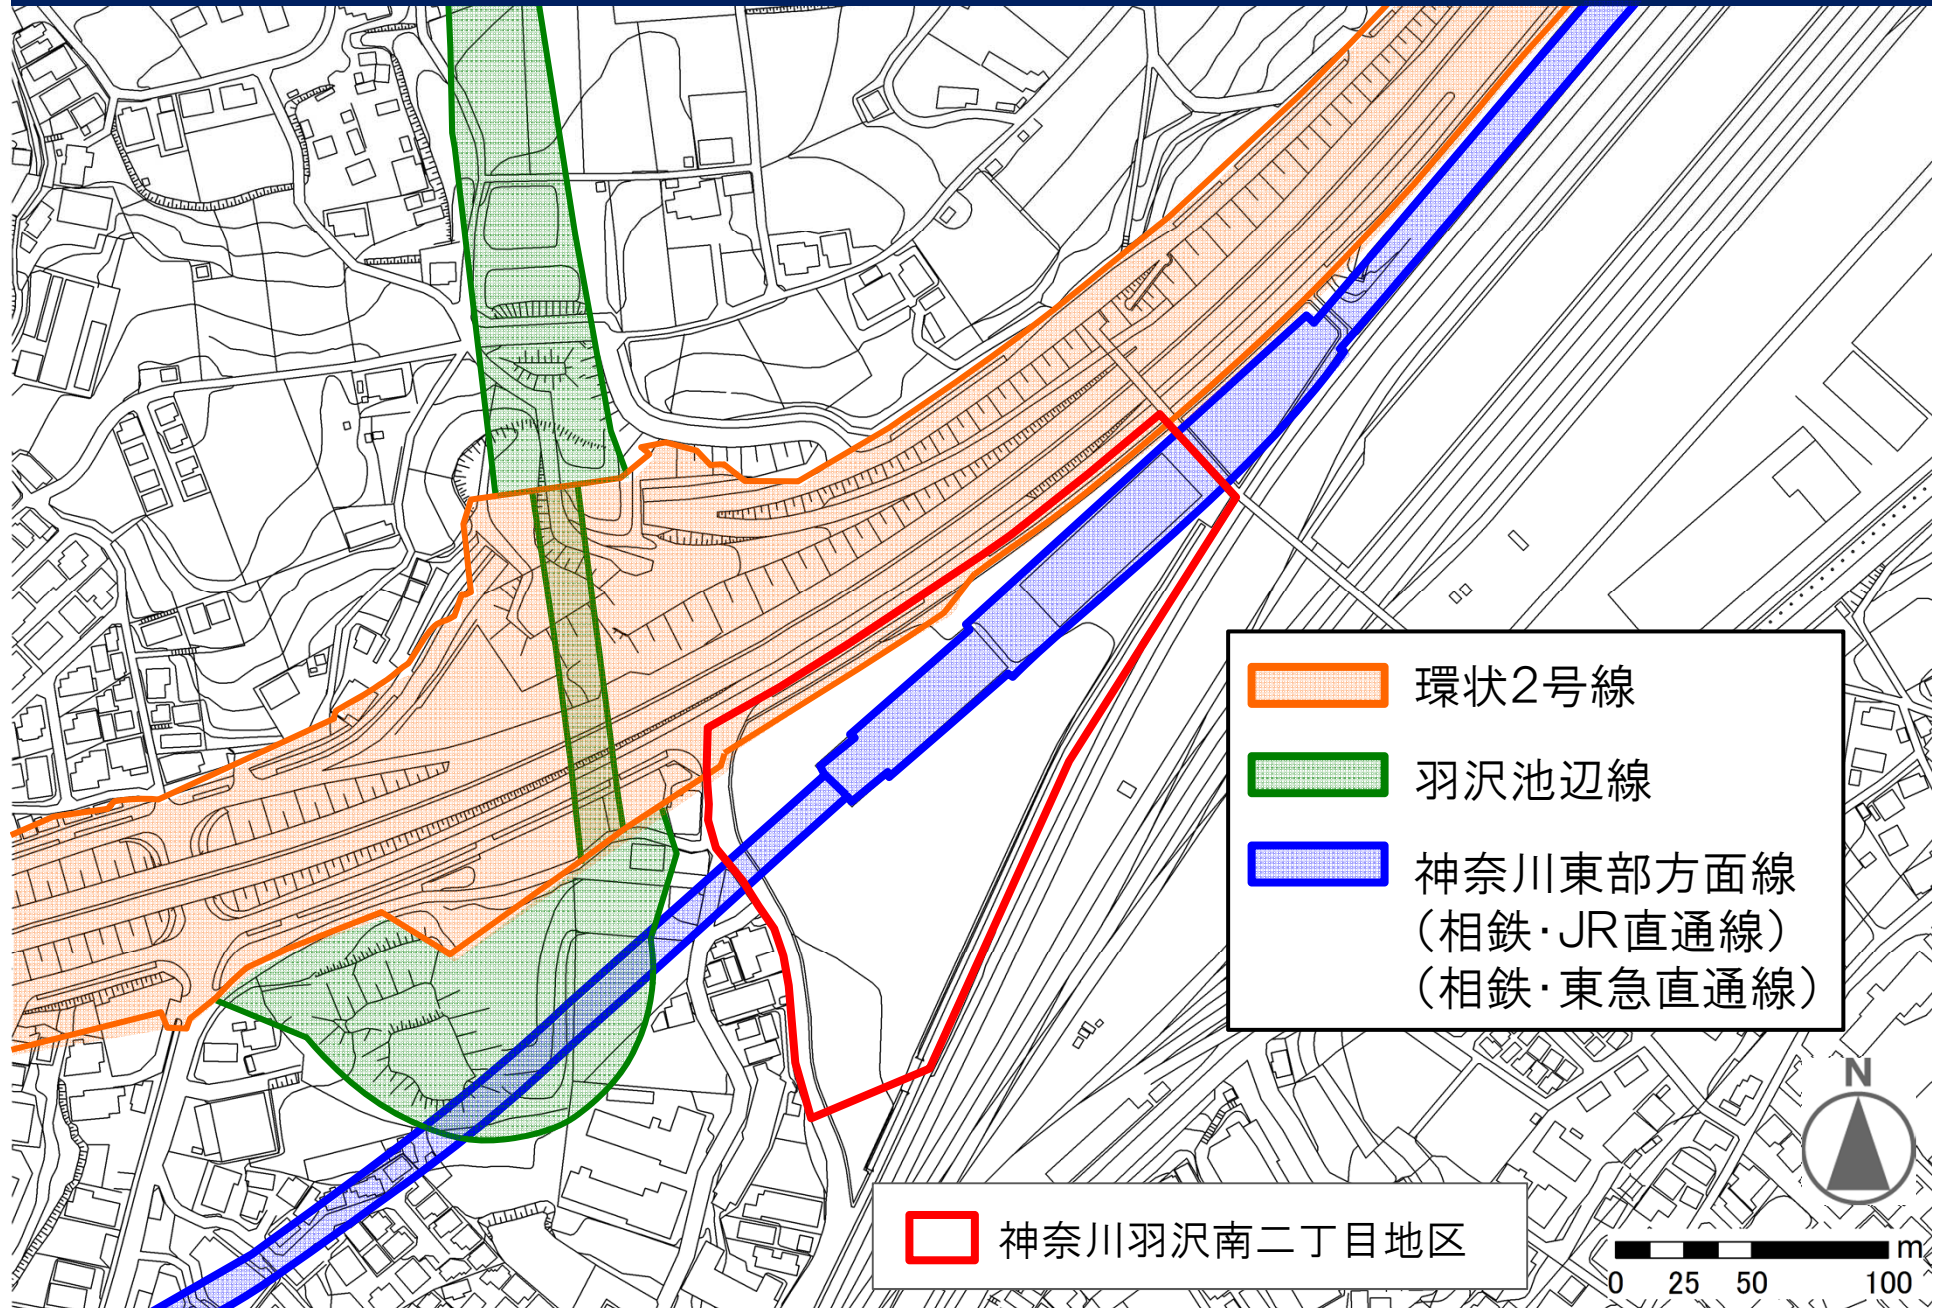 環状2号線
羽沢池辺線
神奈川東部方面線
（相鉄・JR直通線）
（相鉄・東急直通線）
N
神奈川羽沢南二丁目地区
m
0 25 50 100